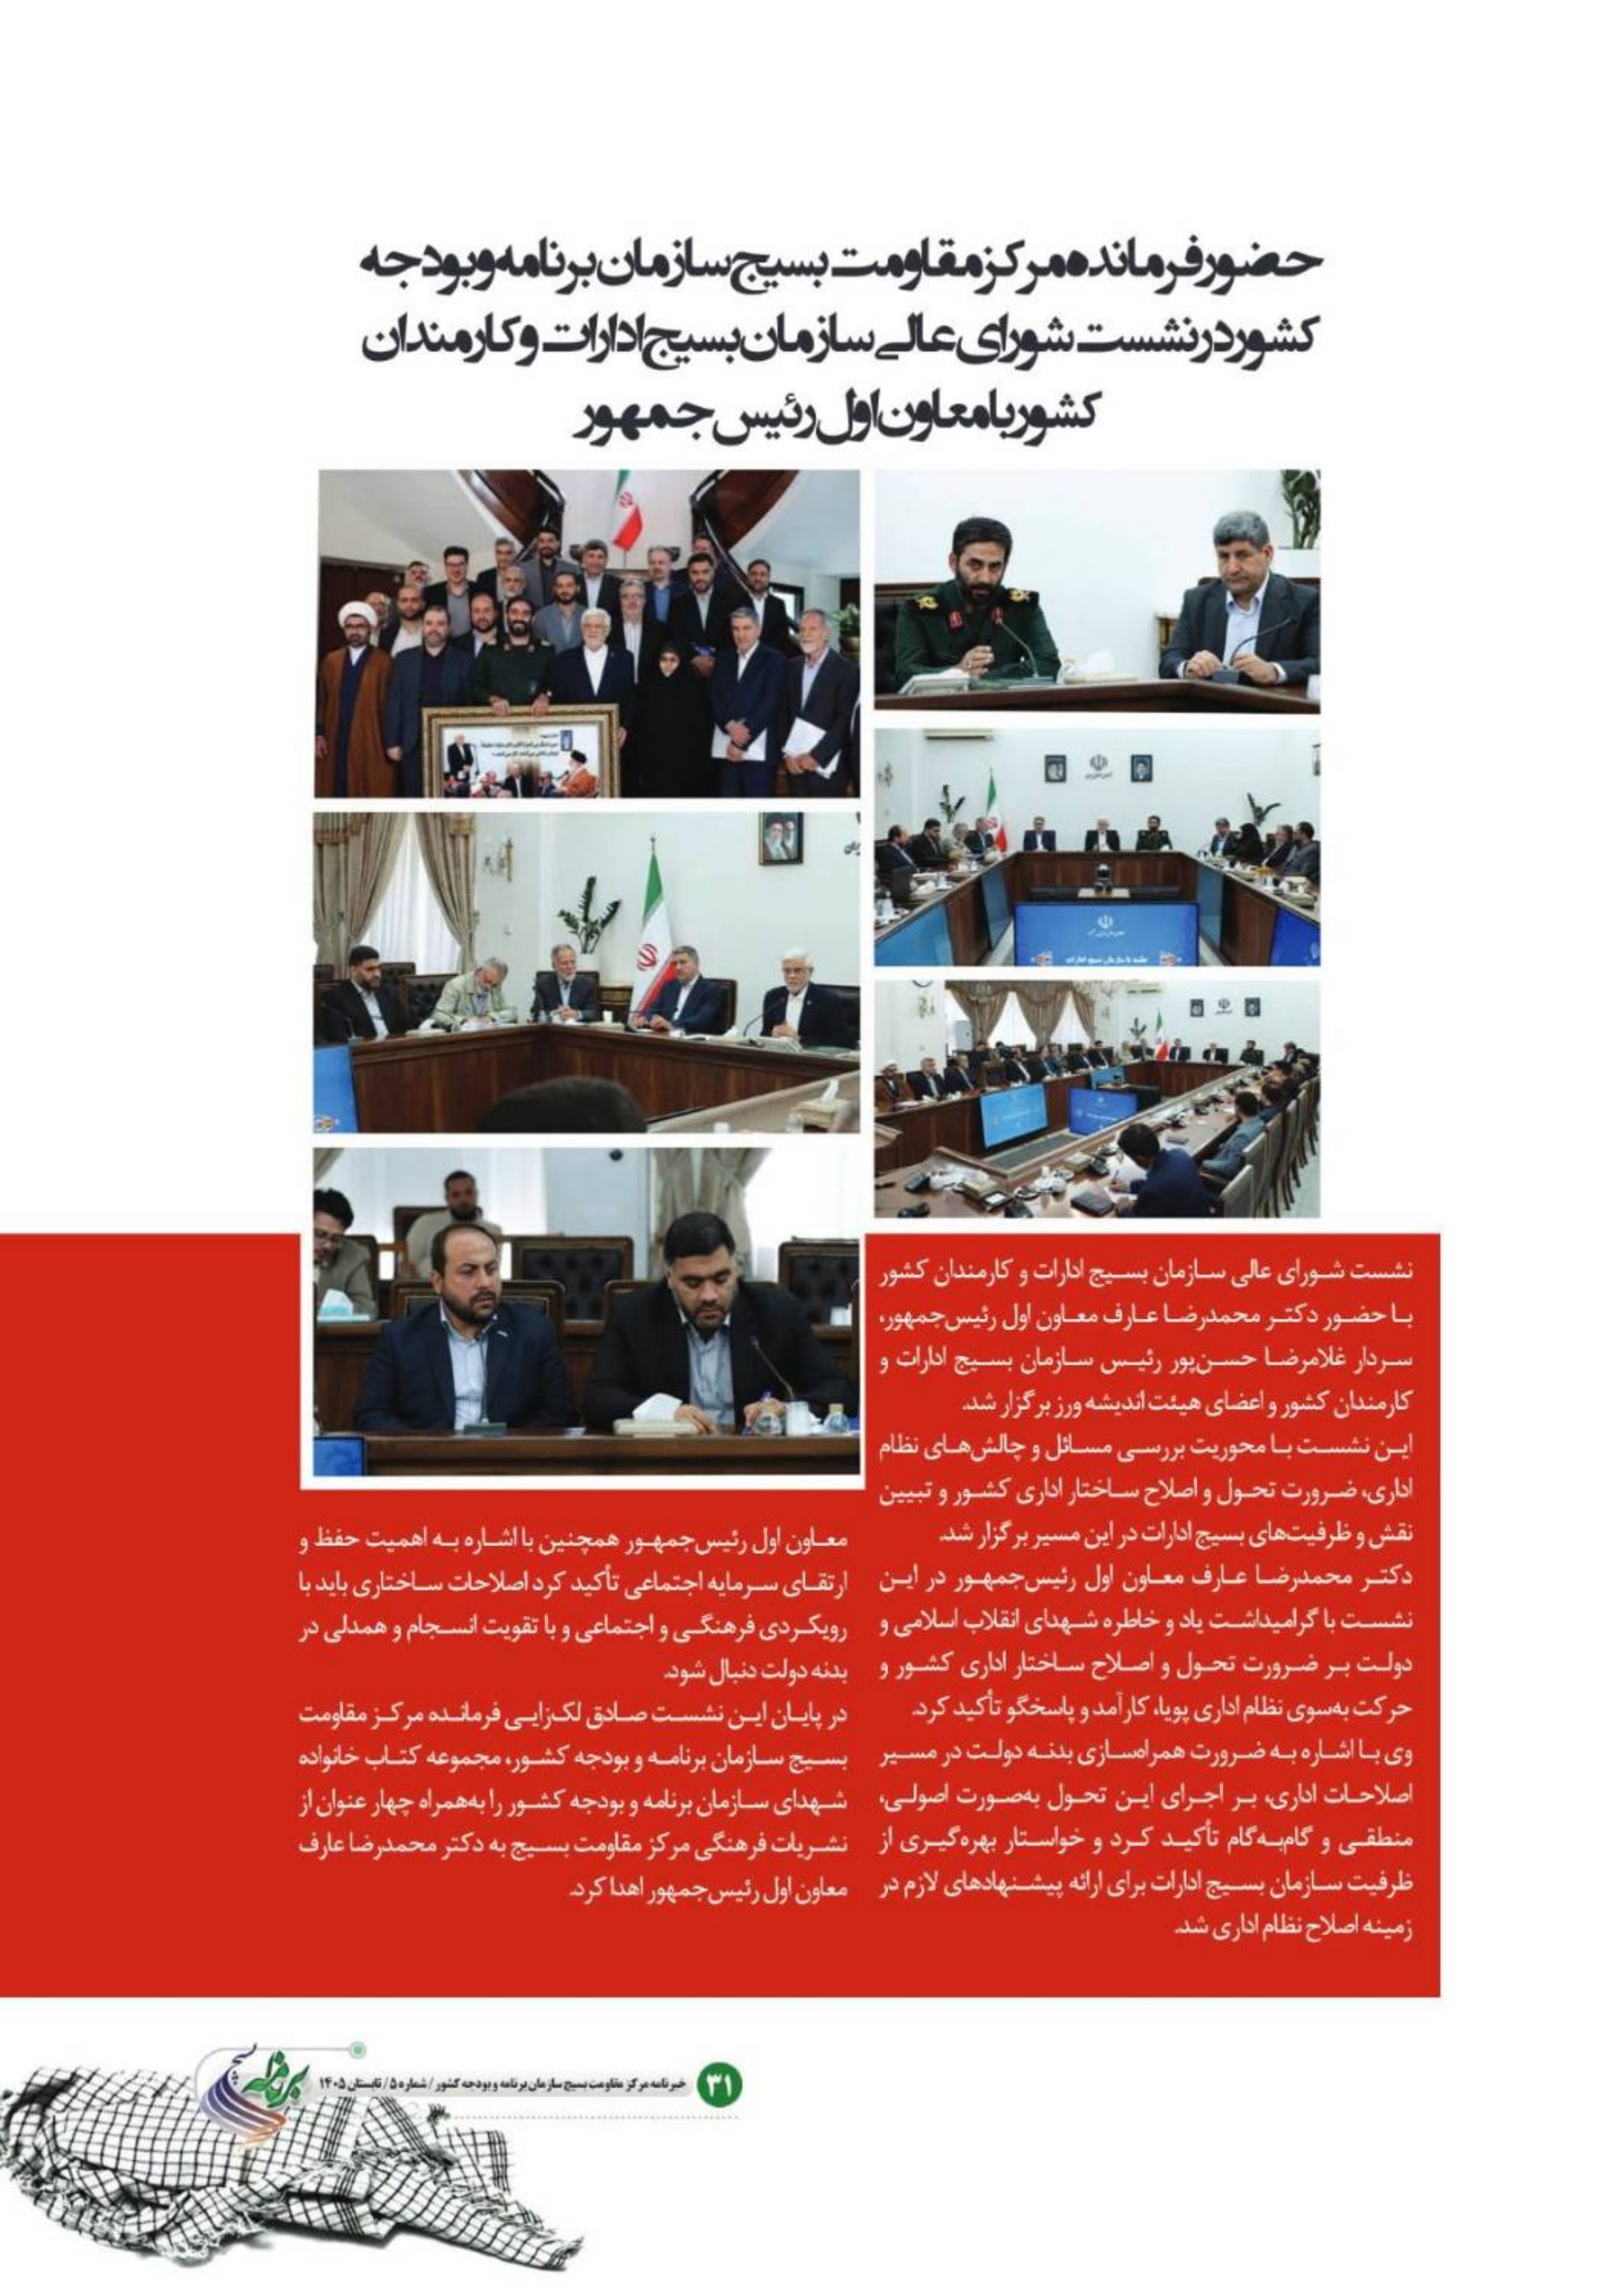 حضور فرمانده مرکز مقاومت بسیج سازمان برنامه و بودجه
کشور در نشست شورای عالی سازمان بسیج ادارات و کارمندان
کشور با معاون اول رئیس جمهور
نشست شورای عالی سازمان بسیج ادارات و کارمندان کشور
با حضور دکتر محمدرضا عارف معاون اول رئیس‌جمهور،
سردار غلامرضا حسن‌پور رئیس سازمان بسیج ادارات و
کارمندان کشور و اعضای هیئت اندیشه ورز برگزار شد.
این نشست با محوریت بررسی مسائل و چالش‌های نظام
اداری، ضرورت تحول و اصلاح ساختار اداری کشور و تبیین
نقش و ظرفیت‌های بسیج ادارات در این مسیر برگزار شد.
دکتر محمدرضا عارف معاون اول رئیس‌جمهور در این
نشست با گرامیداشت یاد و خاطره شهدای انقلاب اسلامی و
دولت بر ضرورت تحول و اصلاح ساختار اداری کشور و
حرکت به‌سوی نظام اداری پویا، کارآمد و پاسخگو تأکید کرد.
وی با اشاره به ضرورت همراه‌سازی بدنه دولت در مسیر
اصلاحات اداری، بر اجرای این تحول به‌صورت اصولی،
منطقی و گام‌به‌گام تأکید کرد و خواستار بهره‌گیری از
ظرفیت سازمان بسیج ادارات برای ارائه پیشنهادهای لازم در
زمینه اصلاح نظام اداری شد.
معاون اول رئیس‌جمهور همچنین با اشاره به اهمیت حفظ و
ارتقای سرمایه اجتماعی تأکید کرد اصلاحات ساختاری باید با
رویکردی فرهنگی و اجتماعی و با تقویت انسجام و همدلی در
بدنه دولت دنبال شود.
در پایان این نشست صادق لک‌زایی فرمانده مرکز مقاومت
بسیج سازمان برنامه و بودجه کشور، مجموعه کتاب خانواده
شهدای سازمان برنامه و بودجه کشور را به‌همراه چهار عنوان از
نشریات فرهنگی مرکز مقاومت بسیج به دکتر محمدرضا عارف
معاون اول رئیس‌جمهور اهدا کرد.
۳۱ خبرنامه مرکز مقاومت بسیج سازمان برنامه و بودجه کشور / شماره ۵ / تابستان ۱۴۰۵
برنامه